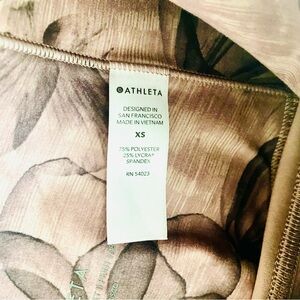 ATHLETA
DESIGNED IN
SAN FRANCISCO
MADE IN VIETNAM
XS
75% POLYESTER
25% LYCRA®
SPANDEX
RN 54023